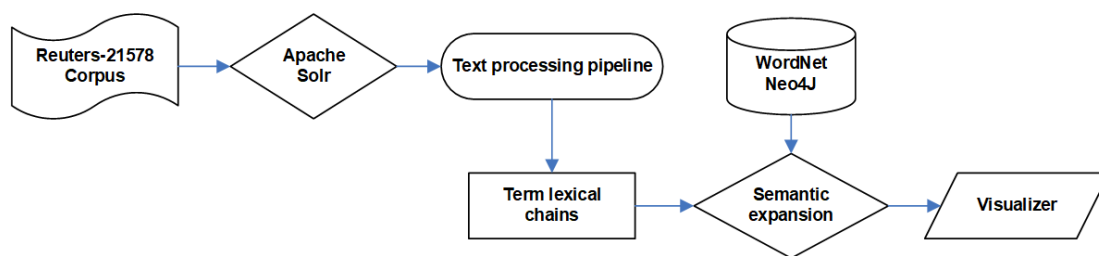 Reuters-21578
Corpus
Apache
Solr
Text processing pipeline
WordNet
Neo4J
Term lexical
chains
Semantic
expansion
Visualizer